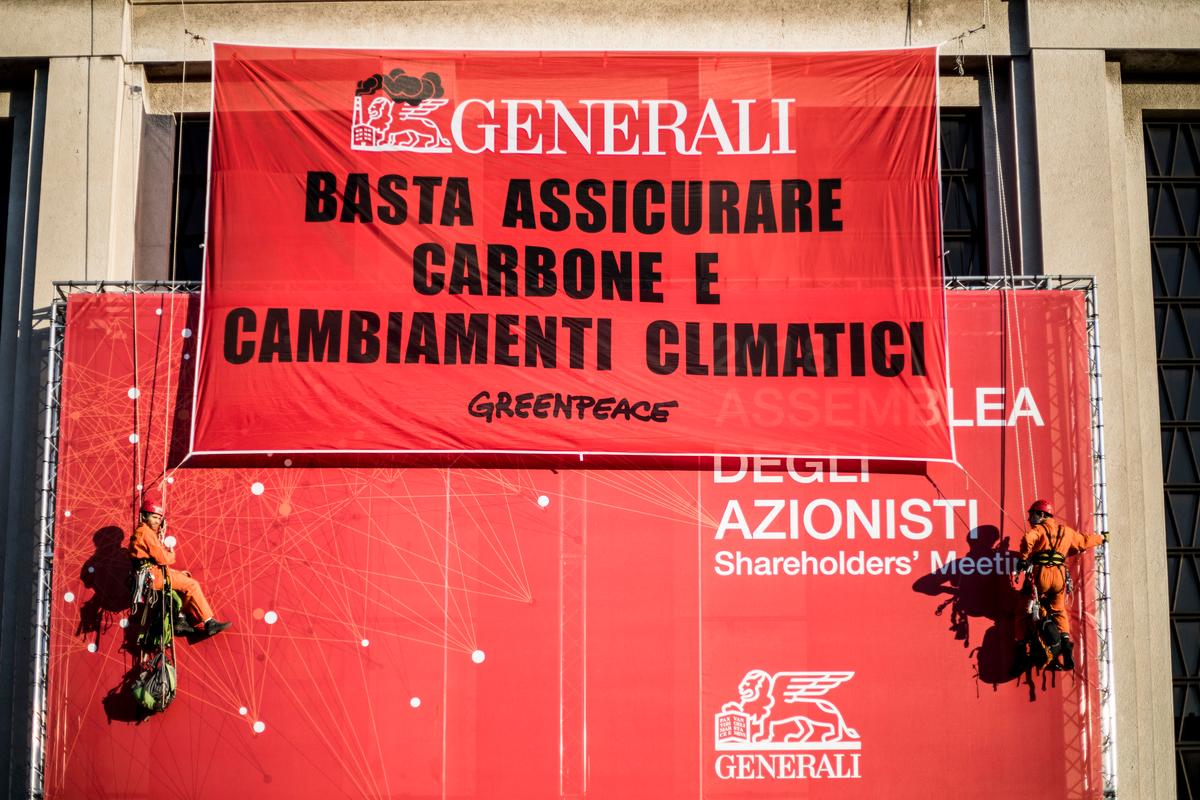 GENERALI
BASTA ASSICURARE
CARBONE E
CAMBIAMENTI CLIMATICI
GREENPEACE
ASSEMBLEA
DEGLI
AZIONISTI
Shareholders' Meetin
GENERALI